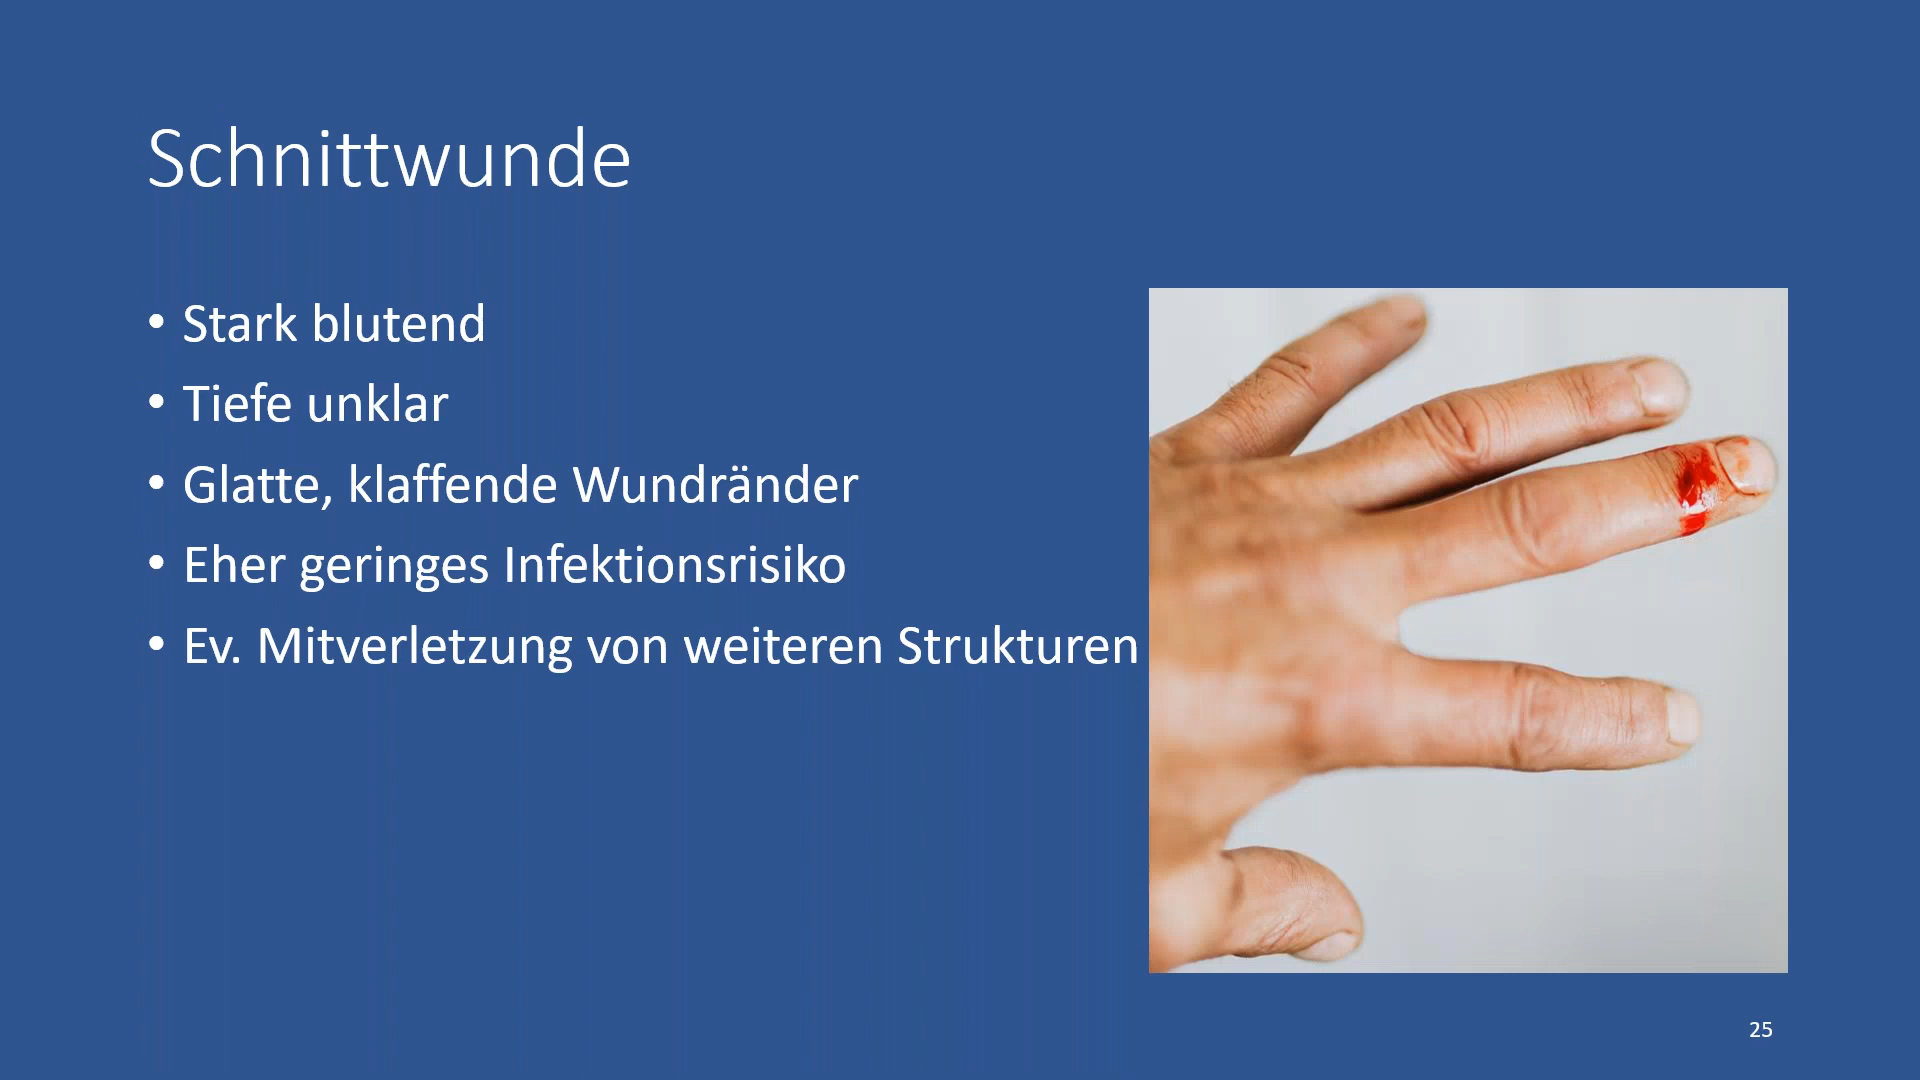 Schnittwunde
• Stark blutend
• Tiefe unklar
• Glatte, klaffende Wundränder
• Eher geringes Infektionsrisiko
• Ev. Mitverletzung von weiteren Strukturen
25